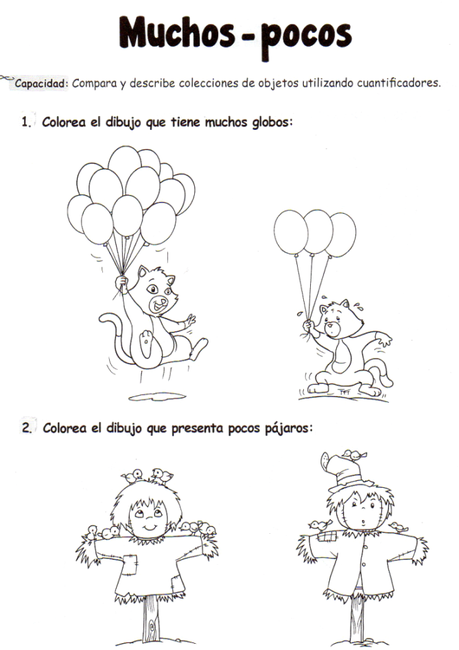 Muchos - pocos
Capacidad: Compara y describe colecciones de objetos utilizando cuantificadores.
1. Colorea el dibujo que tiene muchos globos:
2. Colorea el dibujo que presenta pocos pájaros: